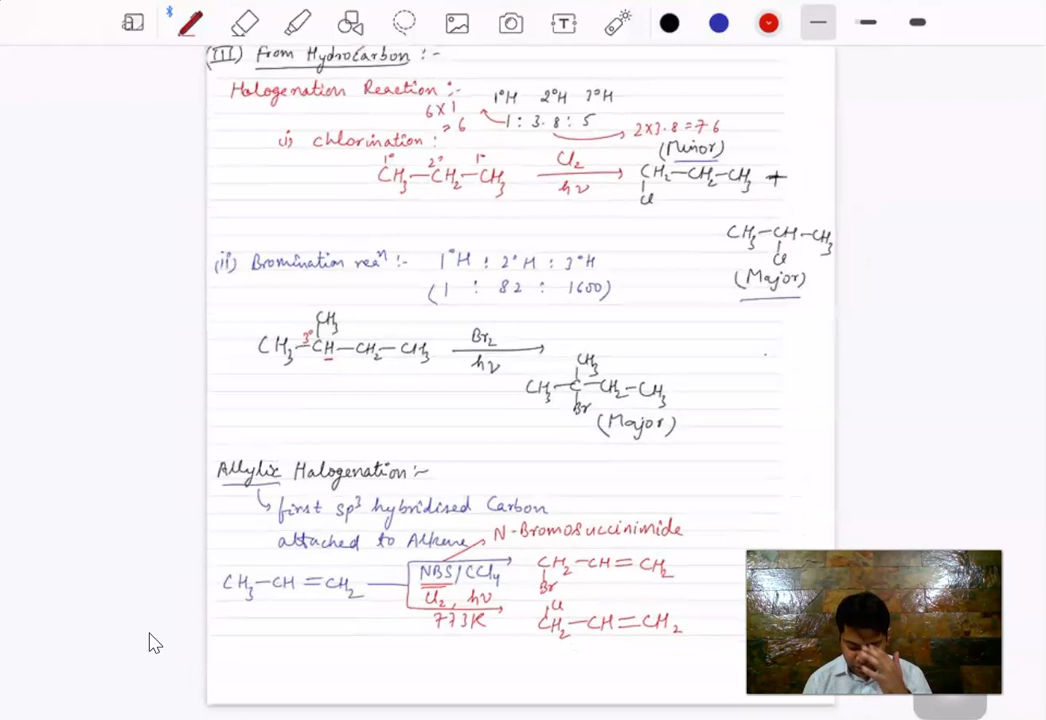 (III) From Hydrocarbon :-
Halogenation Reaction :-
1°H 2°H 3°H
6×1
= 6
1 : 3.8 : 5
2×3.8 = 7.6
(i) chlorination :
(Minor)
1° 2° 1°
CH3—CH2—CH3 Cl2 hν CH2—CH2—CH3 +
Cl
CH3—CH—CH3
Cl
(Major)
(ii) Bromination rean :- 1°H : 2°H : 3°H
(1 : 82 : 1600)
CH3
3°
CH3—CH—CH2—CH3 Br2 hν
CH3
CH3—C—CH2—CH3
Br
(Major)
Allylic Halogenation :-
first sp3 hybridised Carbon
attached to Alkene
N-Bromosuccinimide
CH3—CH=CH2 NBS/CCl4 CH2—CH=CH2
Br
Cl2, hν
773K
Cl
CH2—CH=CH2